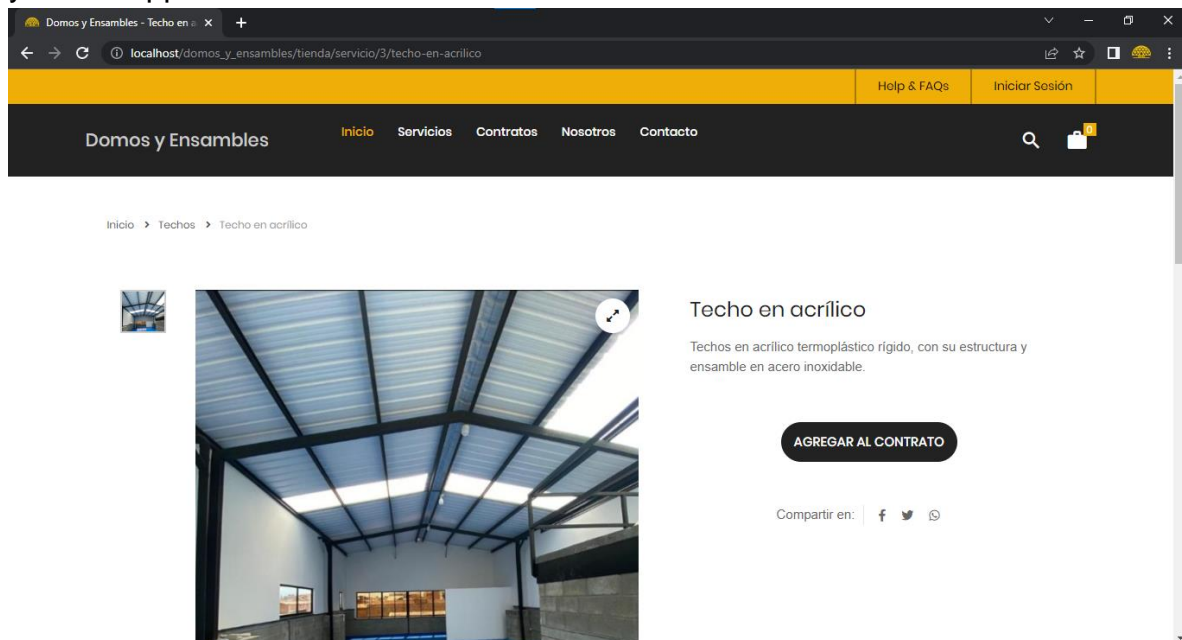 Domos y Ensambles - Techo en a
localhost/domos_y_ensambles/tienda/servicio/3/techo-en-acrilico
Help & FAQs
Iniciar Sesión
Domos y Ensambles
Inicio
Servicios
Contratos
Nosotros
Contacto
0
Inicio > Techos > Techo en acrílico
Techo en acrílico
Techos en acrílico termoplástico rígido, con su estructura y
ensamble en acero inoxidable.
AGREGAR AL CONTRATO
Compartir en: